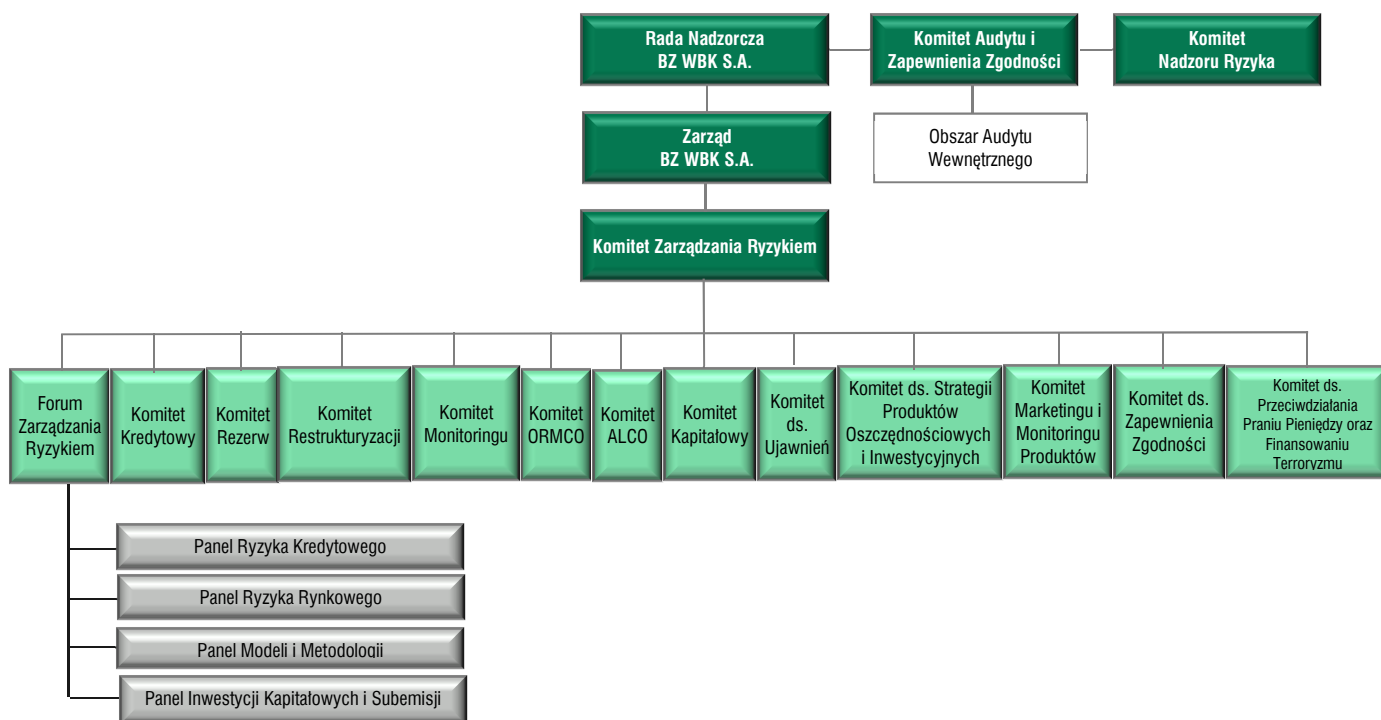 Rada Nadzorcza
BZ WBK S.A.
Komitet Audytu i
Zapewnienia Zgodności
Komitet
Nadzoru Ryzyka
Zarząd
BZ WBK S.A.
Obszar Audytu
Wewnętrznego
Komitet Zarządzania Ryzykiem
Forum
Zarządzania
Ryzykiem
Komitet
Kredytowy
Komitet
Rezerw
Komitet
Restrukturyzacji
Komitet
Monitoringu
Komitet
ORMCO
Komitet
ALCO
Komitet
Kapitałowy
Komitet
ds.
Ujawnień
Komitet ds. Strategii
Produktów
Oszczędnościowych
i Inwestycyjnych
Komitet
Marketingu i
Monitoringu
Produktów
Komitet ds.
Zapewnienia
Zgodności
Komitet ds.
Przeciwdziałania
Praniu Pieniędzy oraz
Finansowaniu
Terroryzmu
Panel Ryzyka Kredytowego
Panel Ryzyka Rynkowego
Panel Modeli i Metodologii
Panel Inwestycji Kapitałowych i Subemisji